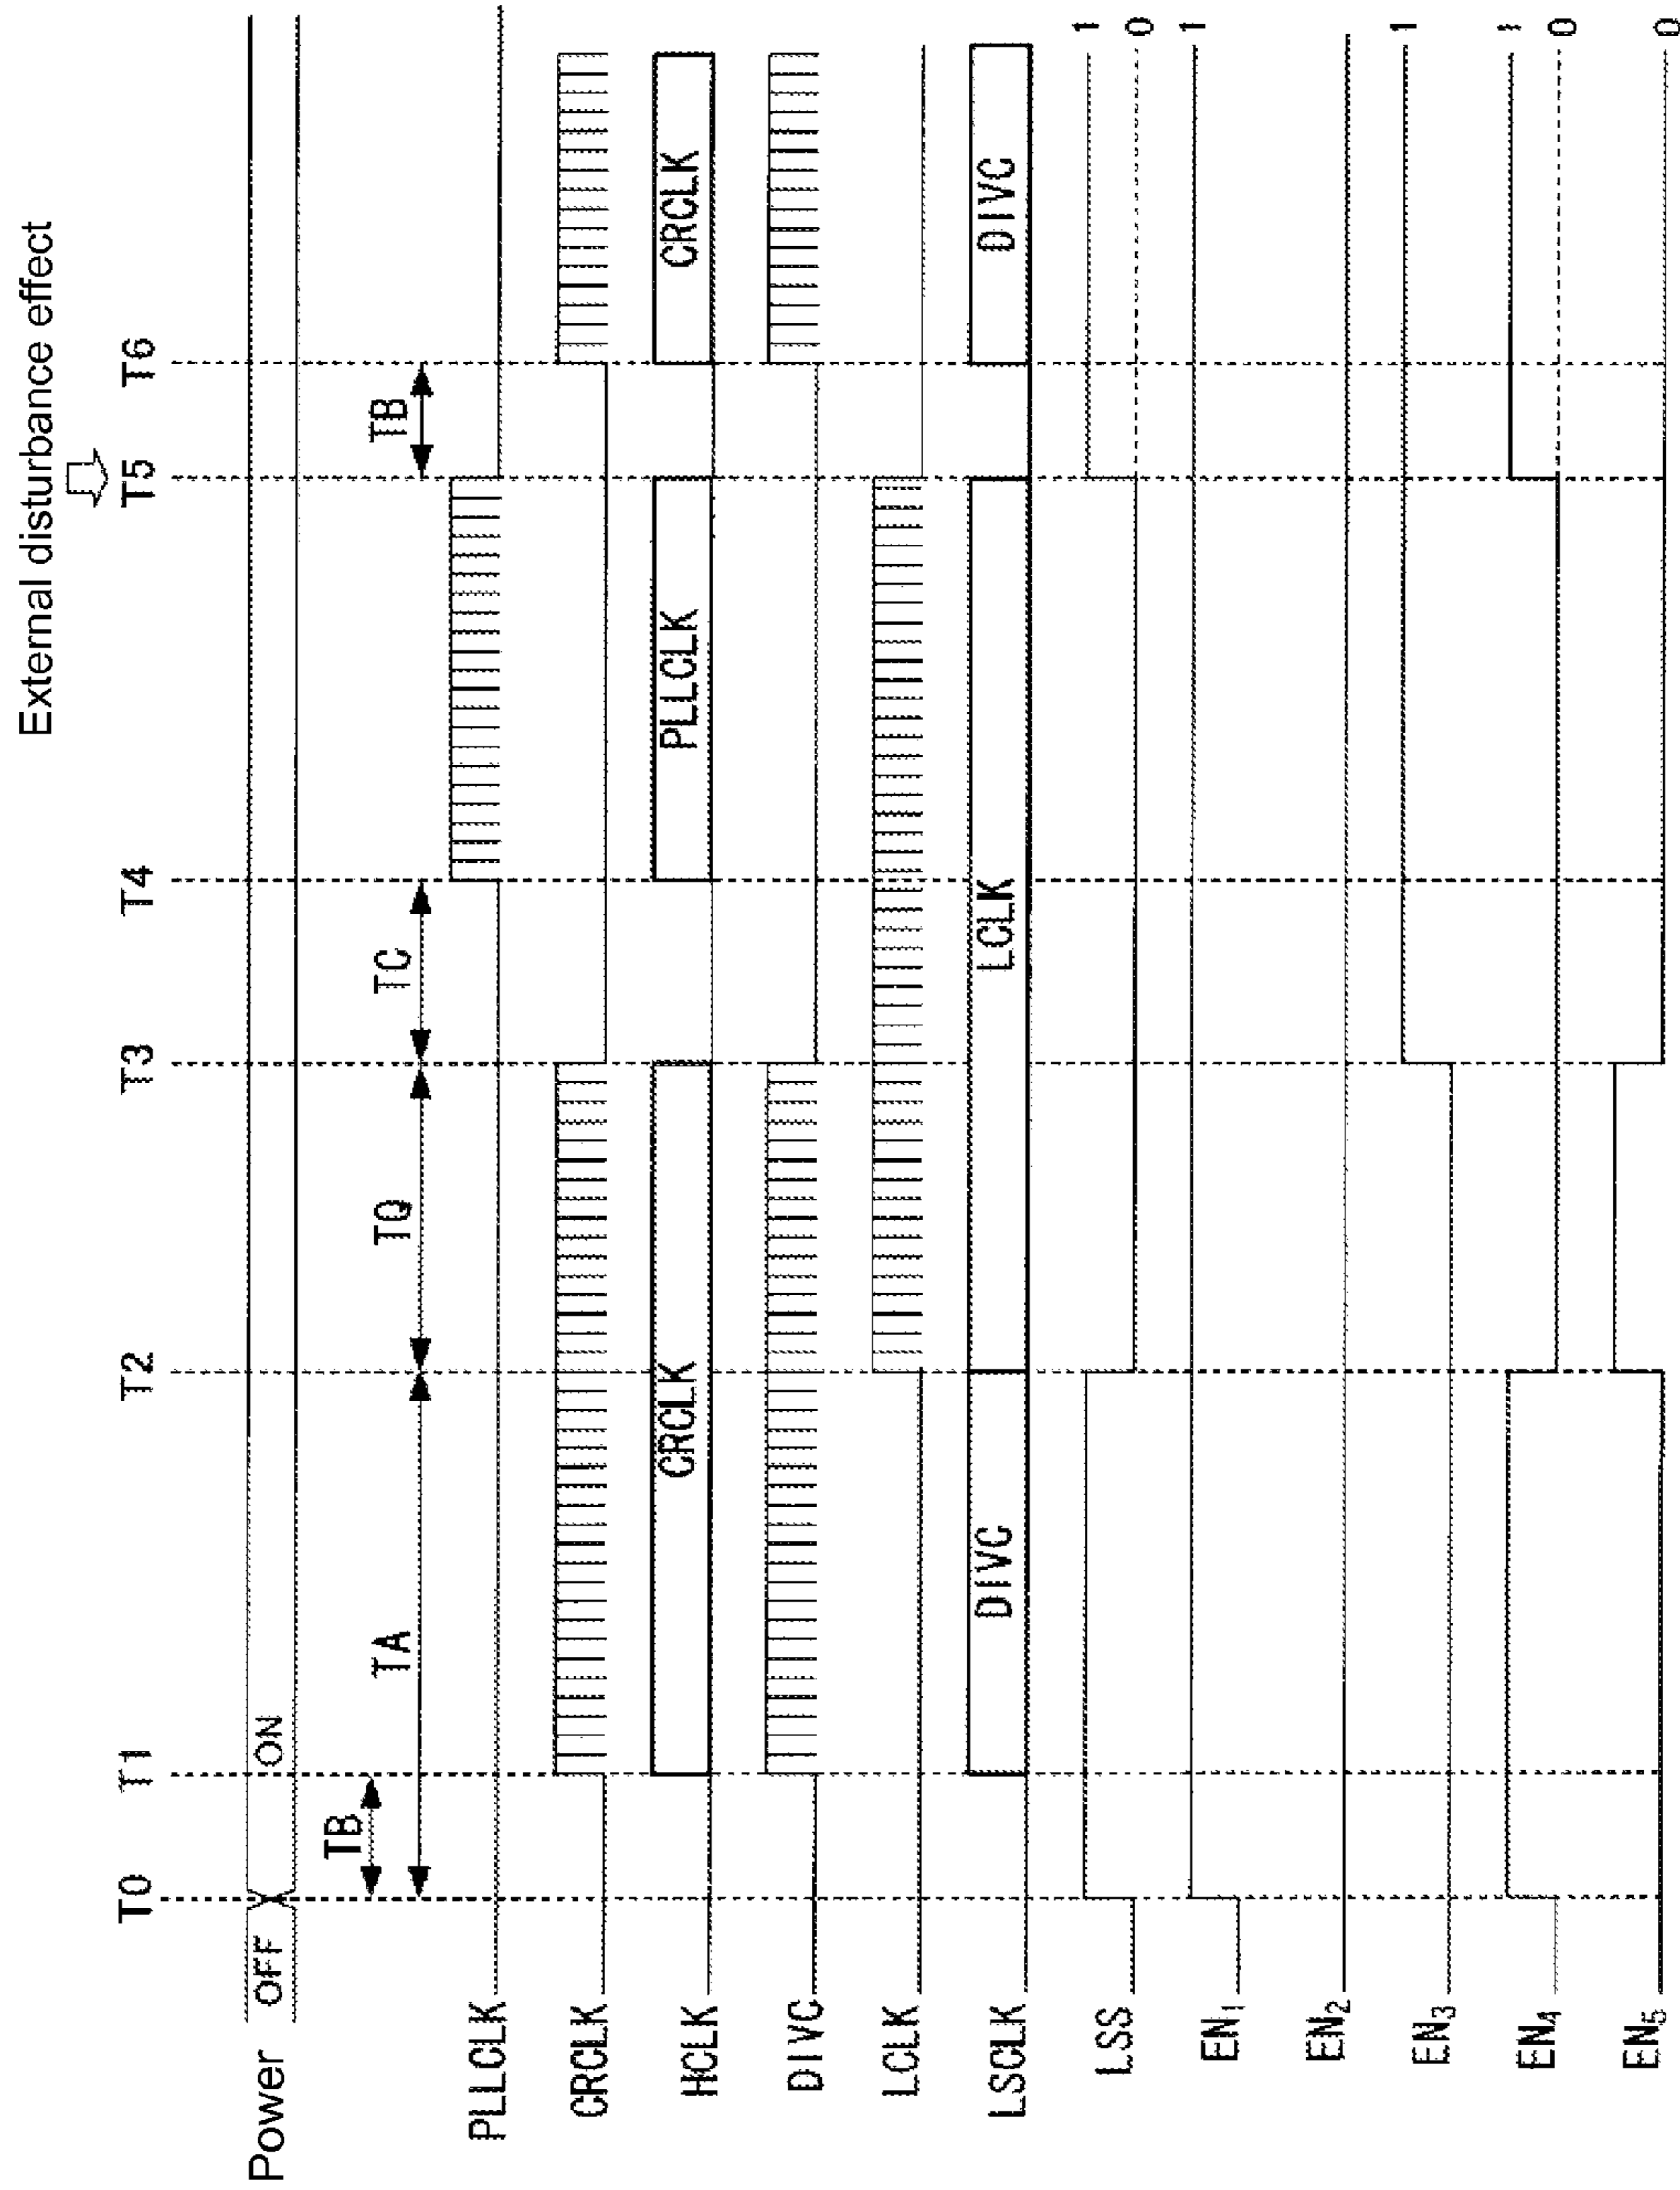 External disturbance effect
T0 T1 T2 T3 T4 T5 T6
Power OFF ON
TB TA TQ TC TB
PLLCLK
CRCLK
HCLK CRCLK PLLCLK CRCLK
DIVC
LCLK
LSCLK DIVC LCLK DIVC
LSS 1 0
EN1 1
EN2
EN3 1
EN4 1 0
EN5 0